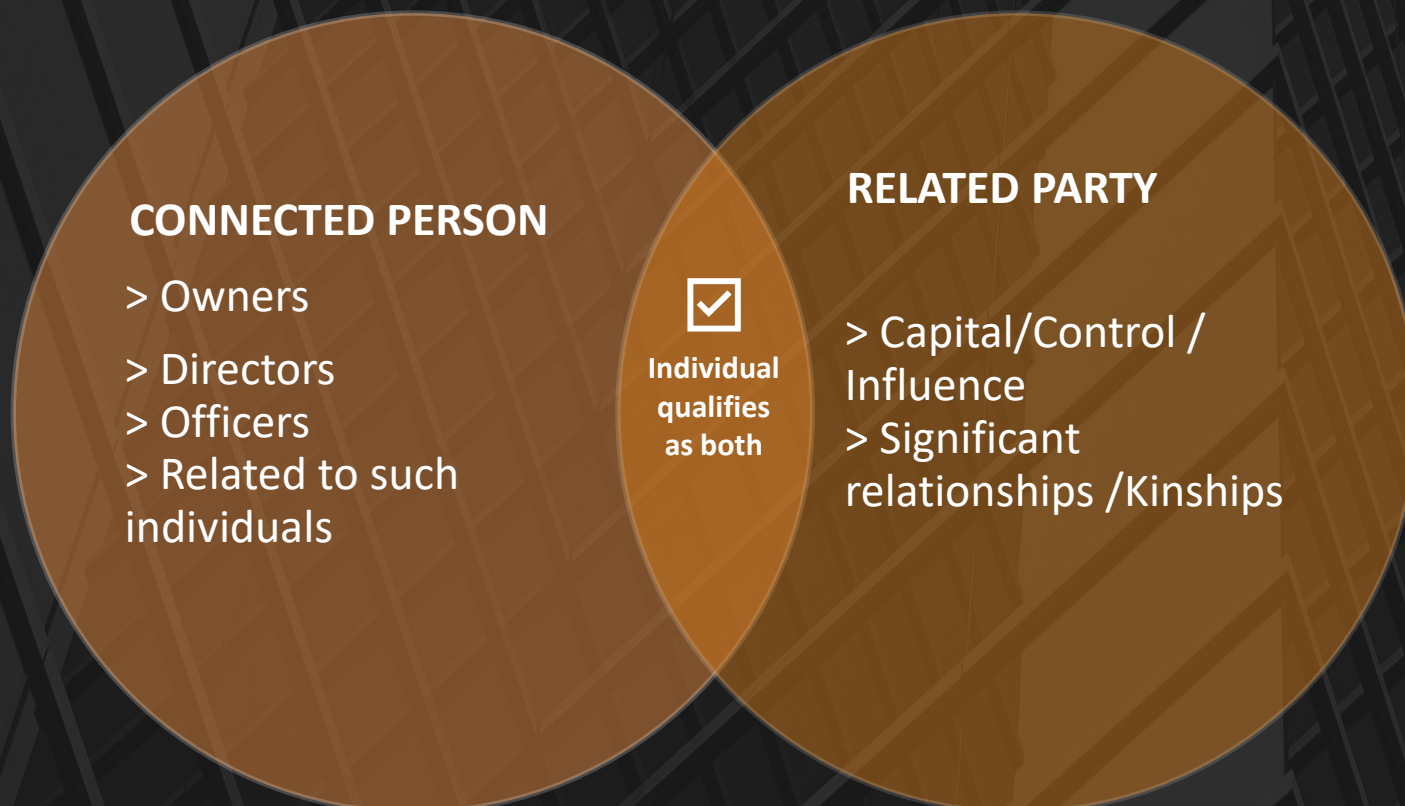 CONNECTED PERSON
> Owners
> Directors
> Officers
> Related to such
individuals
Individual
qualifies
as both
RELATED PARTY
> Capital/Control /
Influence
> Significant
relationships /Kinships